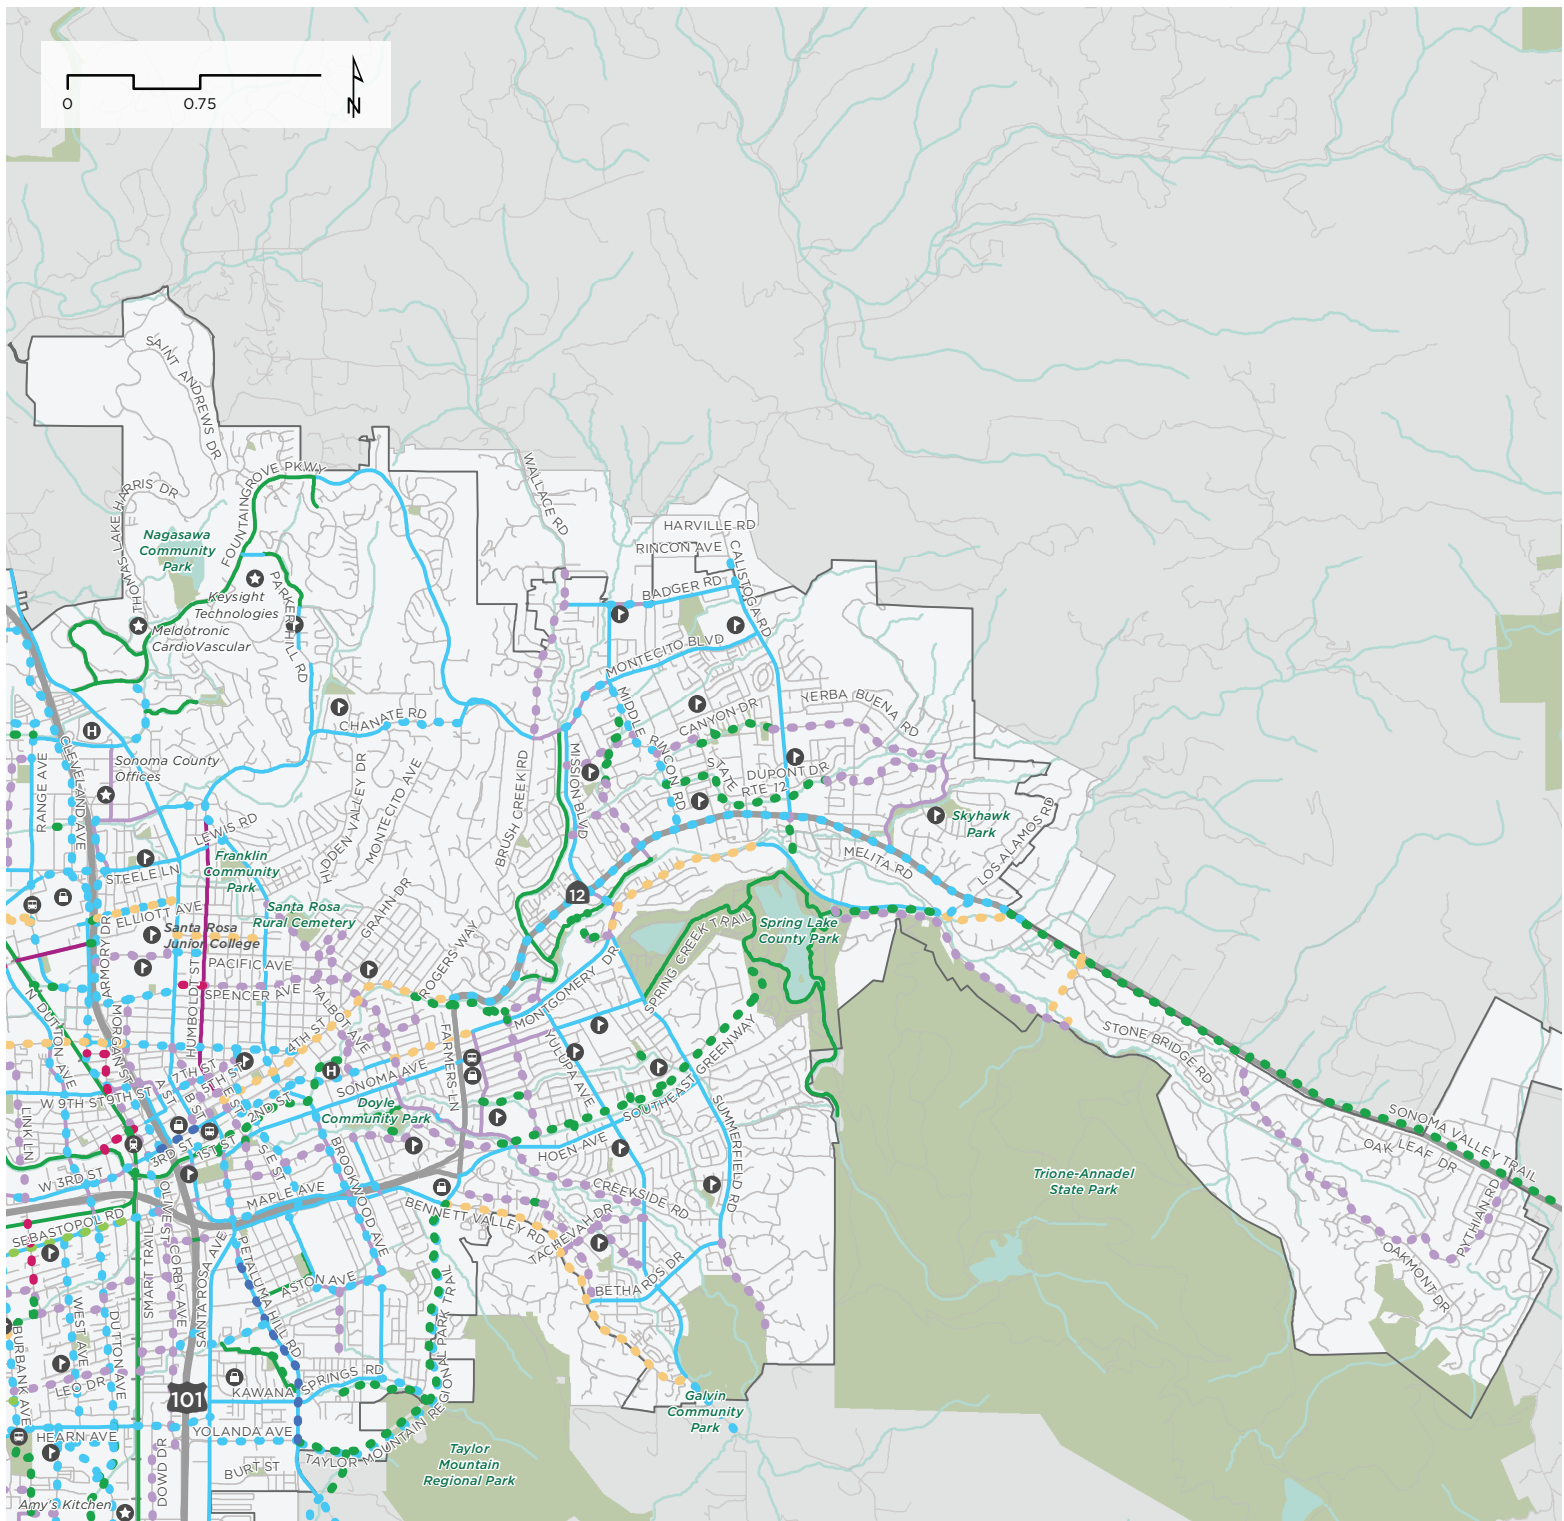 0
0.75
N
SAINT ANDREWS DR
FOUNTAINGROVE PKWY
THOMAS LAKE HARRIS DR
WALLACE RD
HARVILLE RD
RINCON AVE
CALISTOGA RD
BADGER RD
Nagasawa
Community
Park
Keysight
Technologies
Meldotronic
CardioVascular
PARKER HILL RD
MONTECITO BLVD
MIDDLE RINCON RD
YERBA BUENA RD
CANYON DR
CHANATE RD
H
Sonoma County
Offices
CLEVELAND AVE
RANGE AVE
HIDDEN VALLEY DR
MONTECITO AVE
BRUSH CREEK RD
MISSION BLVD
STATE
RTE 12
DUPONT DR
LEWIS RD
Skyhawk
Park
LOS ALAMOS RD
MELITA RD
Franklin
Community
Park
STEELE LN
GRAHN DR
12
ELLIOTT AVE
Santa Rosa
Rural Cemetery
Santa Rosa
Junior College
ARMORY DR
PACIFIC AVE
ROGERS WAY
SPRING CREEK TRAIL
Spring Lake
County Park
MONTGOMERY DR
SPENCER AVE
HUMBOLDT ST
N DUTTON AVE
MORGAN ST
TALBOT AVE
4TH ST
FARMERS LN
YULUPA AVE
STONE BRIDGE RD
7TH ST
5TH ST
H
SONOMA AVE
W 9TH ST
9TH ST
A ST
B ST
E ST
2ND ST
Doyle
Community Park
SOUTHEAST GREENWAY
SUMMERFIELD RD
LINK LN
3RD ST
1ST ST
HOEN AVE
SONOMA VALLEY TRAIL
OAK LEAF DR
W 3RD ST
S E ST
BROOKWOOD AVE
Trione-Annadel
State Park
MAPLE AVE
CREEKSIDE RD
BENNETT VALLEY RD
OLIVE ST
TACHEVAH DR
PYTHIAN RD
SEBASTOPOL RD
OAKMONT DR
SMART TRAIL
CORBY AVE
SANTA ROSA AVE
PETALUMA HILL RD
ASTON AVE
BETHARDS DR
BURBANK AVE
WEST AVE
DUTTON AVE
LEO DR
101
KAWANA SPRINGS RD
TAYLOR MOUNTAIN REGIONAL PARK TRAIL
Galvin
Community
Park
HEARN AVE
YOLANDA AVE
DOWD DR
BURT ST
Taylor
Mountain
Regional Park
Amy's Kitchen